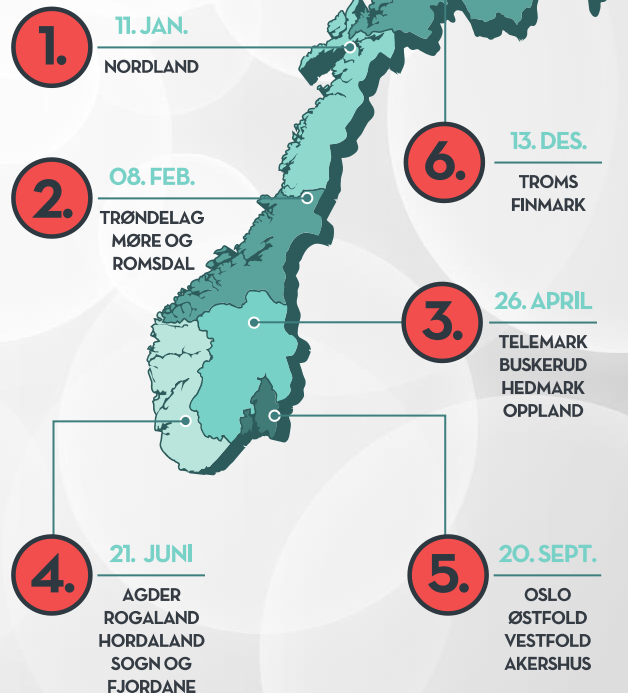 1.
11. JAN.
NORDLAND
2.
08. FEB.
TRØNDELAG
MØRE OG
ROMSDAL
6.
13. DES.
TROMS
FINMARK
3.
26. APRIL
TELEMARK
BUSKERUD
HEDMARK
OPPLAND
4.
21. JUNI
AGDER
ROGALAND
HORDALAND
SOGN OG
FJORDANE
5.
20. SEPT.
OSLO
ØSTFOLD
VESTFOLD
AKERSHUS